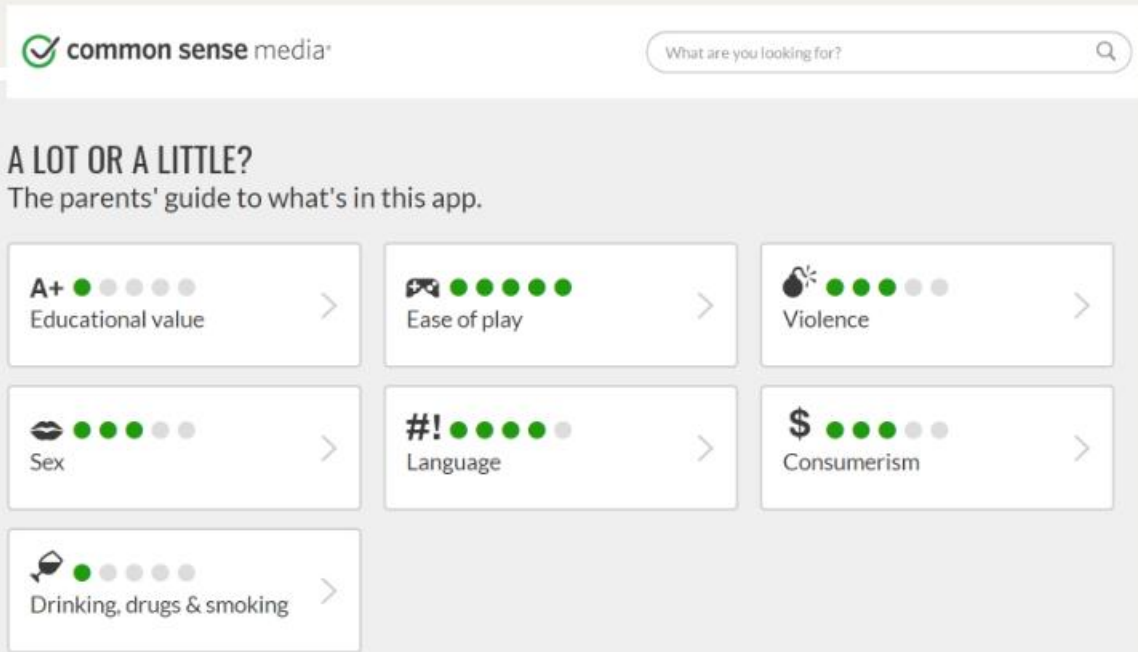 common sense media
What are you looking for?
A LOT OR A LITTLE?
The parents' guide to what's in this app.
A+
Educational value
Ease of play
Violence
Sex
#!
Language
$
Consumerism
Drinking, drugs & smoking